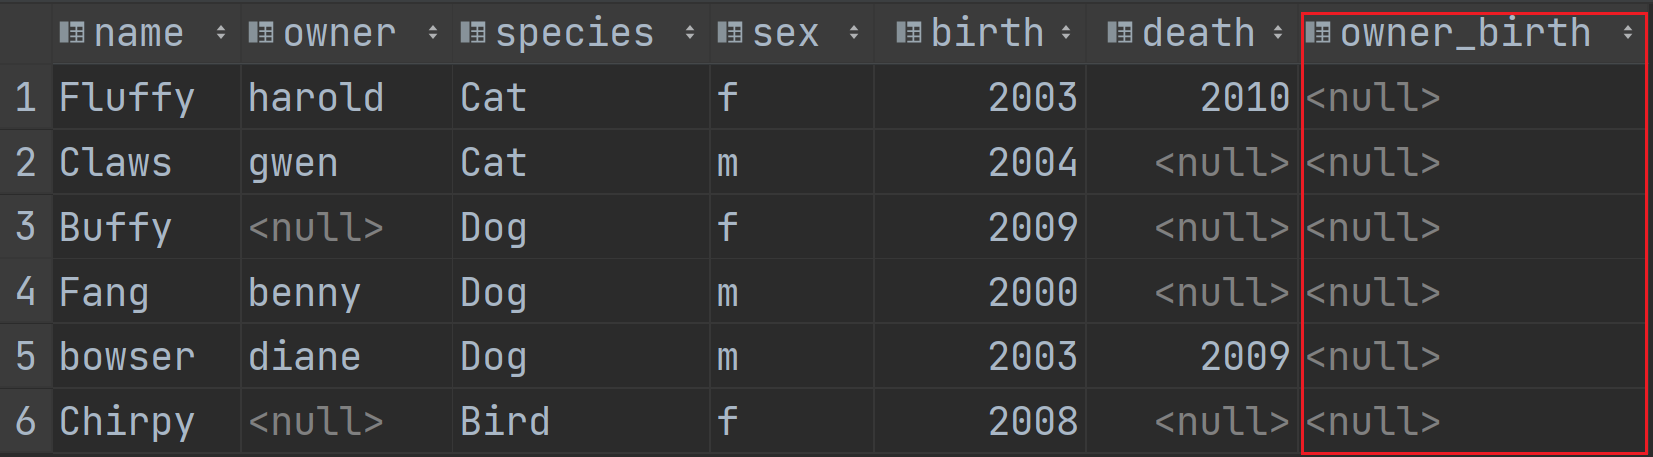 name owner species sex birth death owner_birth
1 Fluffy harold Cat f 2003 2010 <null>
2 Claws gwen Cat m 2004 <null> <null>
3 Buffy <null> Dog f 2009 <null> <null>
4 Fang benny Dog m 2000 <null> <null>
5 bowser diane Dog m 2003 2009 <null>
6 Chirpy <null> Bird f 2008 <null> <null>